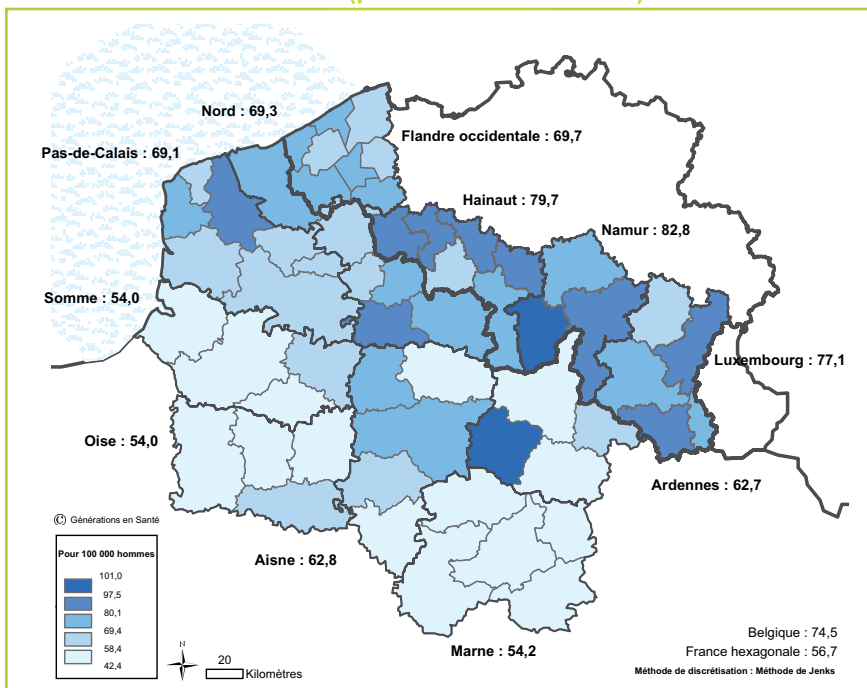 Nord : 69,3
Flandre occidentale : 69,7
Pas-de-Calais : 69,1
Hainaut : 79,7
Namur : 82,8
Somme : 54,0
Luxembourg : 77,1
Oise : 54,0
Ardennes : 62,7
© Générations en Santé
Aisne : 62,8
Pour 100 000 hommes
101,0
97,5
80,1
69,4
58,4
42,4
N
20
Kilomètres
Marne : 54,2
Belgique : 74,5
France hexagonale : 56,7
Méthode de discrétisation : Méthode de Jenks